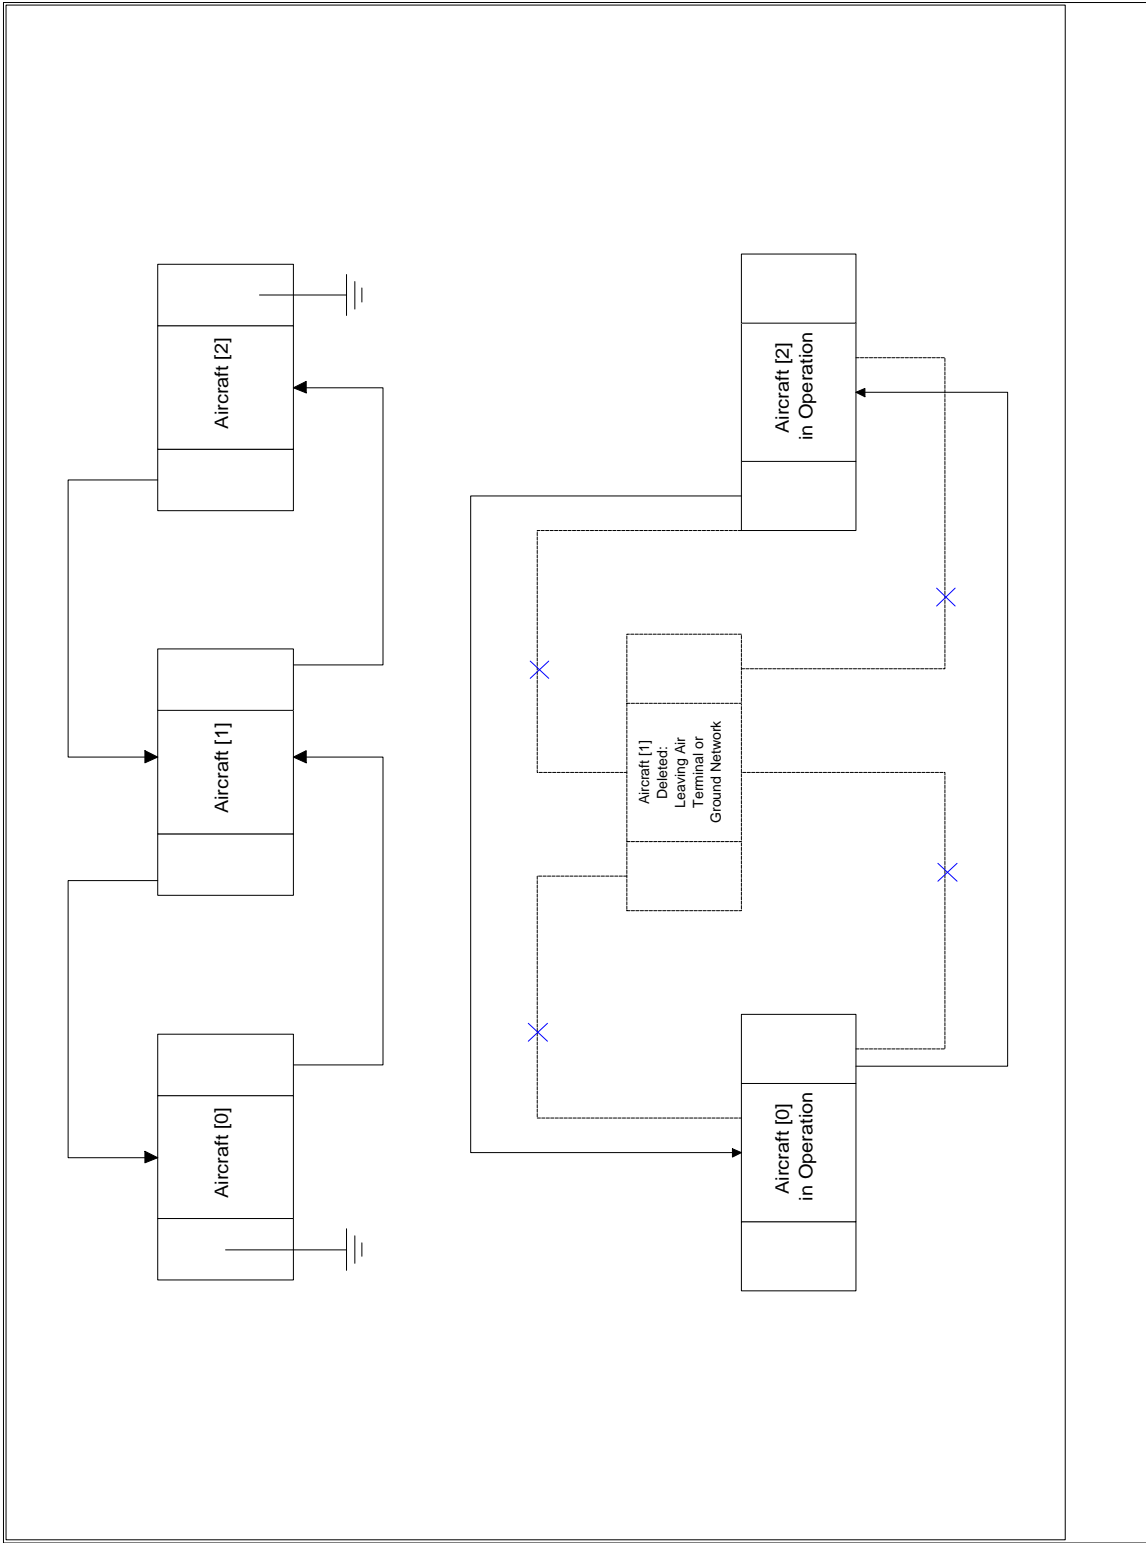 Aircraft [0]
Aircraft [1]
Aircraft [2]
Aircraft [0]
in Operation
Aircraft [1]
Deleted:
Leaving Air
Terminal or
Ground Network
Aircraft [2]
in Operation